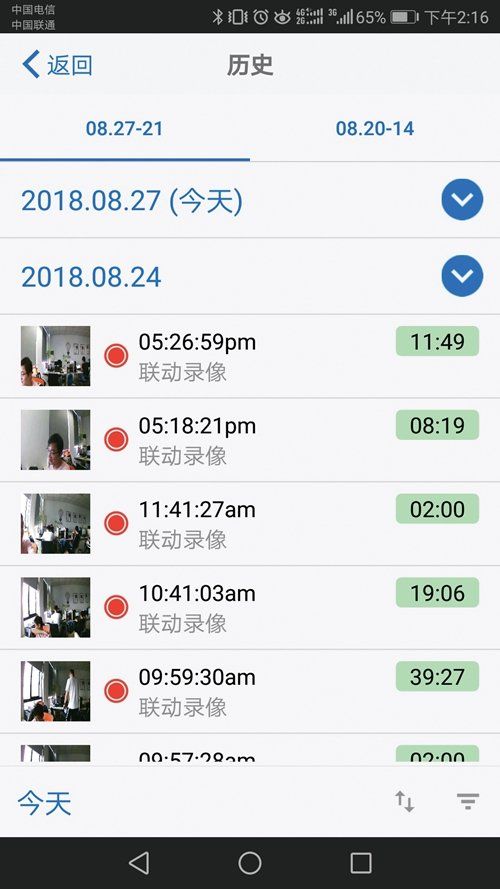 中国电信
中国联通
4G 2G 3G 2G 65% 下午2:16
返回
历史
08.27-21
08.20-14
2018.08.27 (今天)
2018.08.24
05:26:59pm
11:49
联动录像
05:18:21pm
08:19
联动录像
11:41:27am
02:00
联动录像
10:41:03am
19:06
联动录像
09:59:30am
39:27
联动录像
09:57:28am
02:00
今天